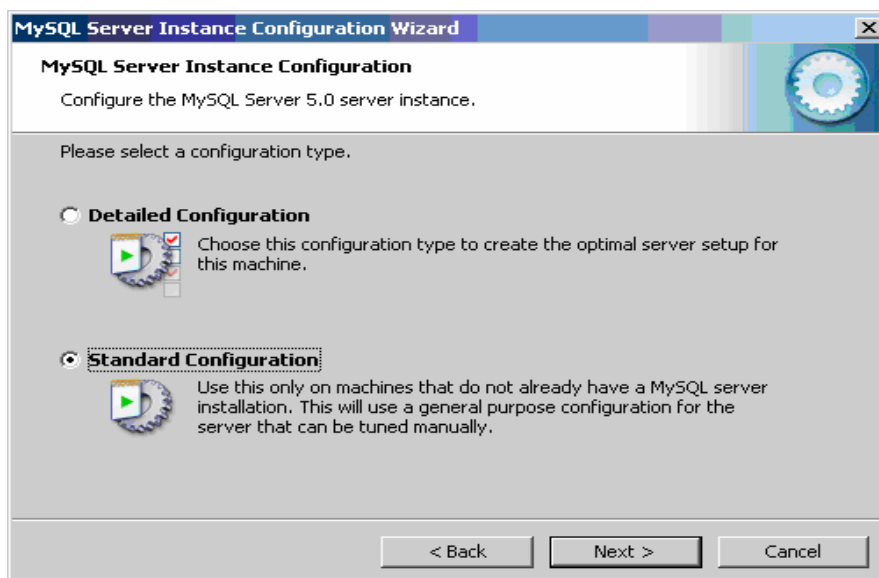 MySQL Server Instance Configuration Wizard
MySQL Server Instance Configuration
Configure the MySQL Server 5.0 server instance.
Please select a configuration type.
Detailed Configuration
Choose this configuration type to create the optimal server setup for
this machine.
Standard Configuration
Use this only on machines that do not already have a MySQL server
installation. This will use a general purpose configuration for the
server that can be tuned manually.
< Back Next > Cancel